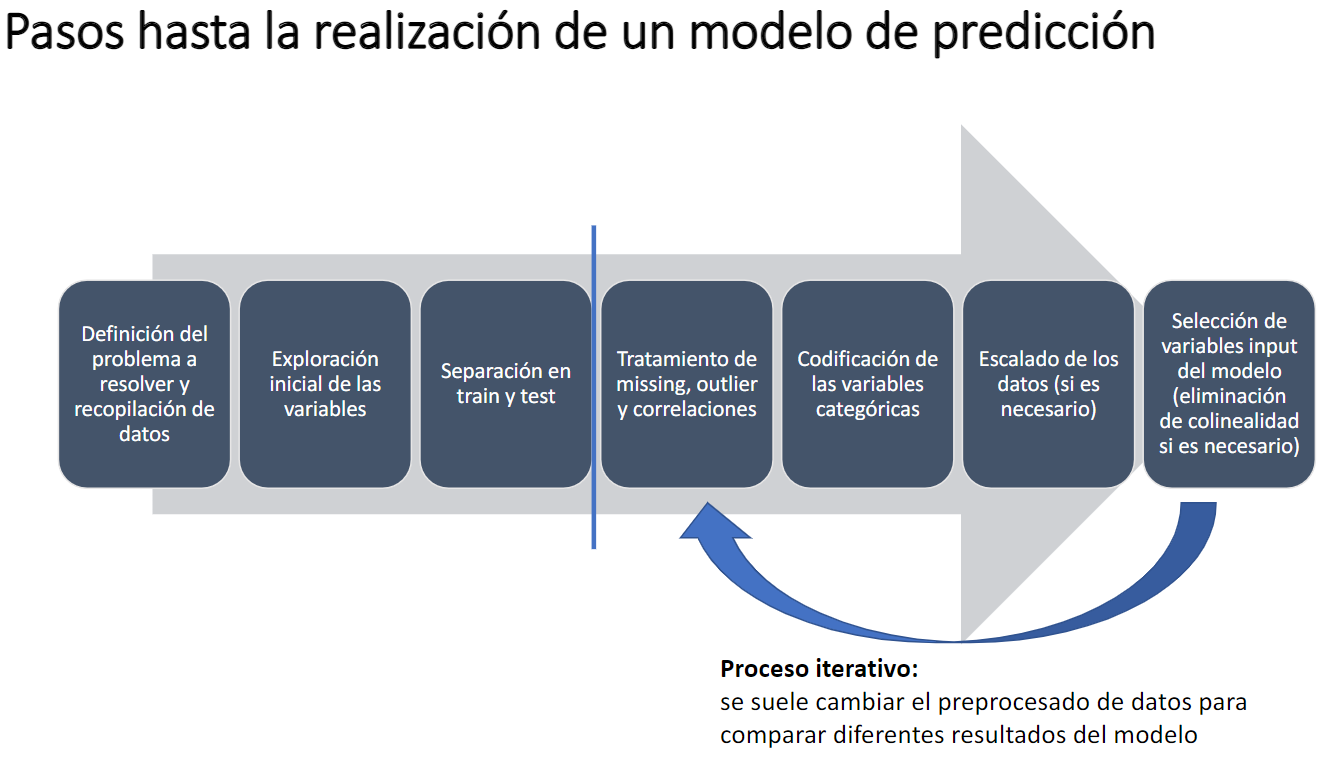 Pasos hasta la realización de un modelo de predicción
Definición del
problema a
resolver y
recopilación de
datos
Exploración
inicial de las
variables
Separación en
train y test
Tratamiento de
missing, outlier
y correlaciones
Codificación de
las variables
categóricas
Escalado de los
datos (si es
necesario)
Selección de
variables input
del modelo
(eliminación
de colinealidad
si es necesario)
Proceso iterativo:
se suele cambiar el preprocesado de datos para
comparar diferentes resultados del modelo